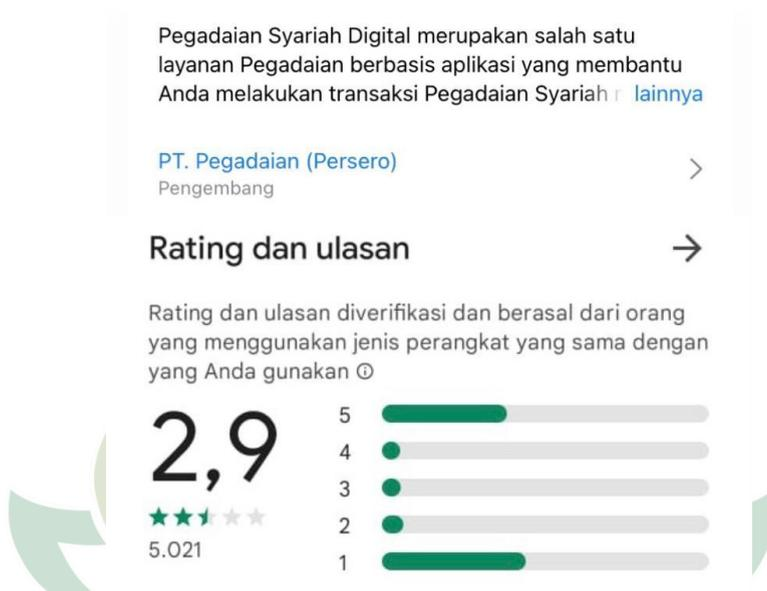 Pegadaian Syariah Digital merupakan salah satu
layanan Pegadaian berbasis aplikasi yang membantu
Anda melakukan transaksi Pegadaian Syariah lainnya
PT. Pegadaian (Persero)
Pengembang
Rating dan ulasan
Rating dan ulasan diverifikasi dan berasal dari orang
yang menggunakan jenis perangkat yang sama dengan
yang Anda gunakan
2,9
5.021
5
4
3
2
1